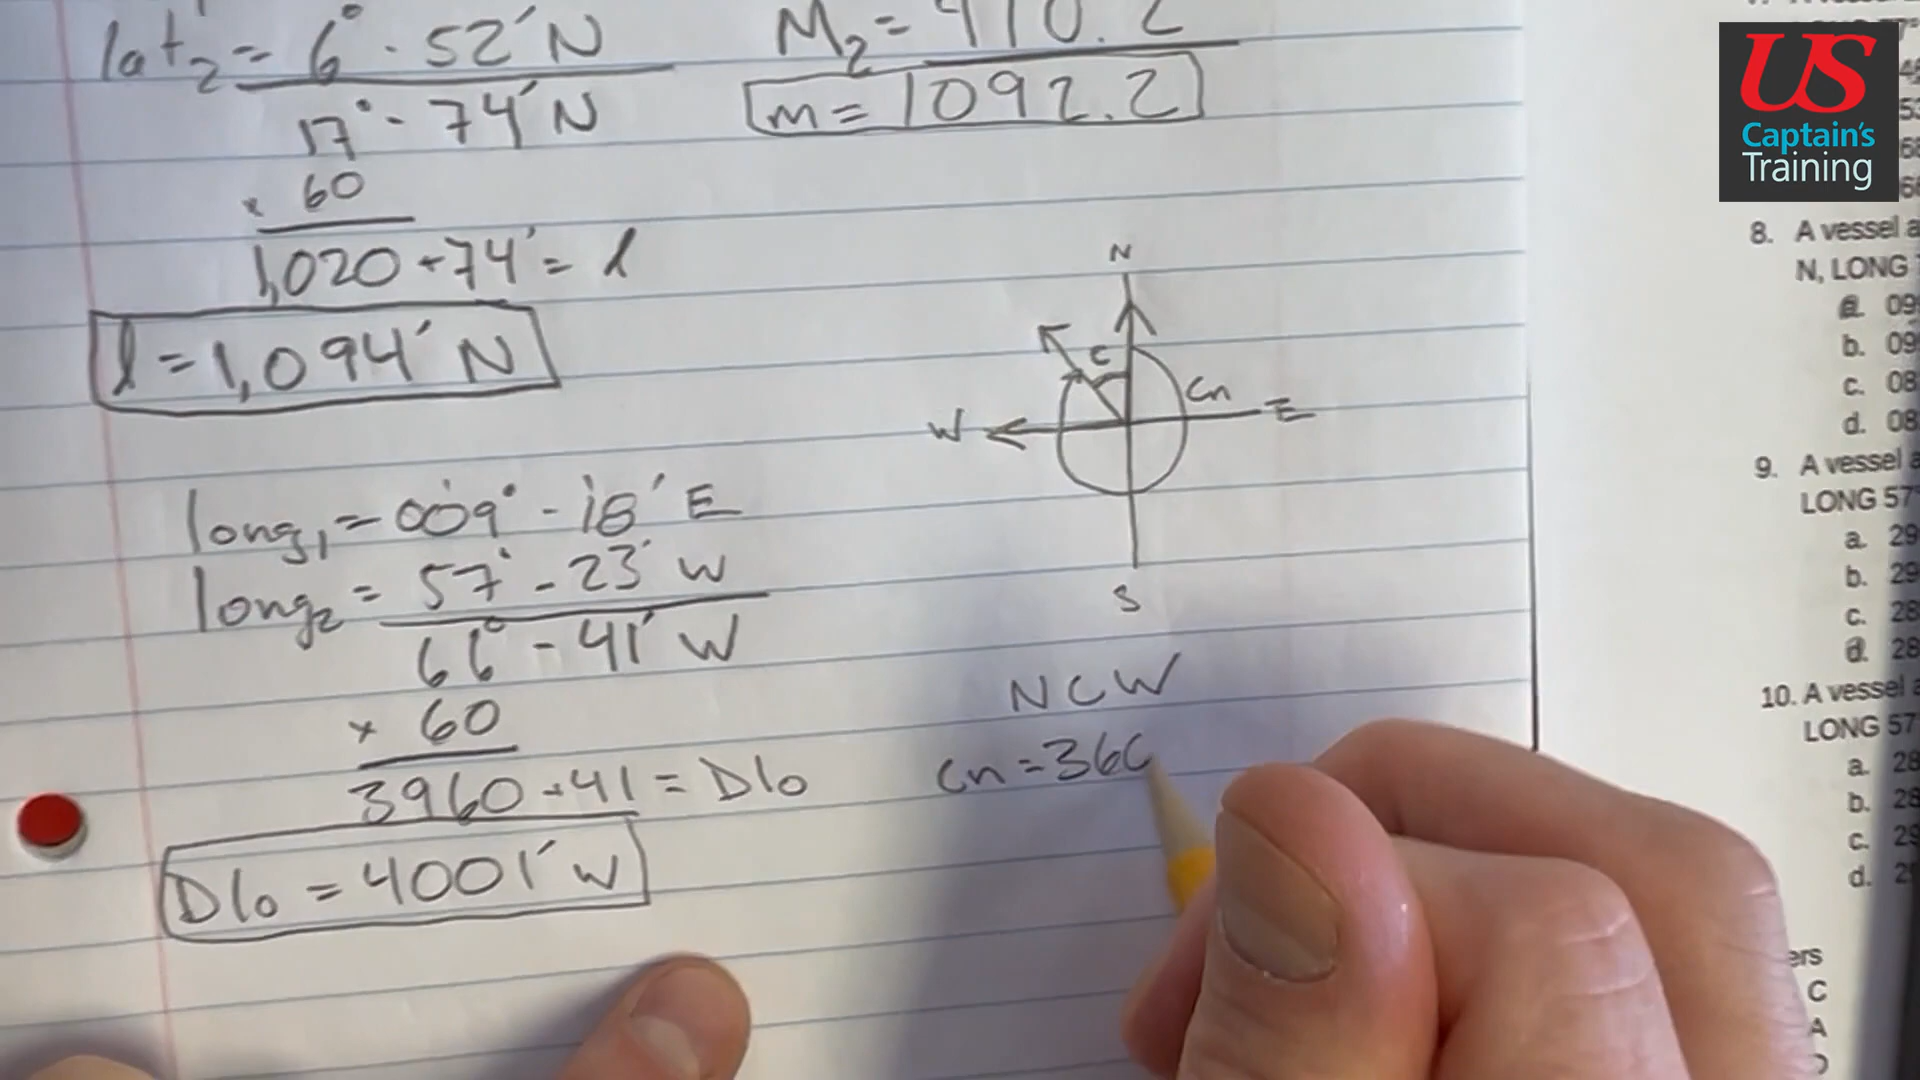 lat₂ = 6° - 52' N
17° - 74' N
x 60
1,020 + 74' = l
l = 1,094' N
M₂ = 410.2
m = 1092.2
long₁ = 009° - 18' E
long₂ = 57° - 23' W
66° - 41' W
x 60
3960 + 41 = Dlo
Dlo = 4001' W
N
C
Cn
W
E
S
N C W
Cn = 360
US
Captain's
Training
8. A vessel a
N, LONG
a. 09
b. 09
c. 08
d. 08
9. A vessel a
LONG 57°
a. 29
b. 29
c. 28
d. 28
10. A vessel a
LONG 57
a. 28
b. 28
c. 29
d. 2
ers
C
A